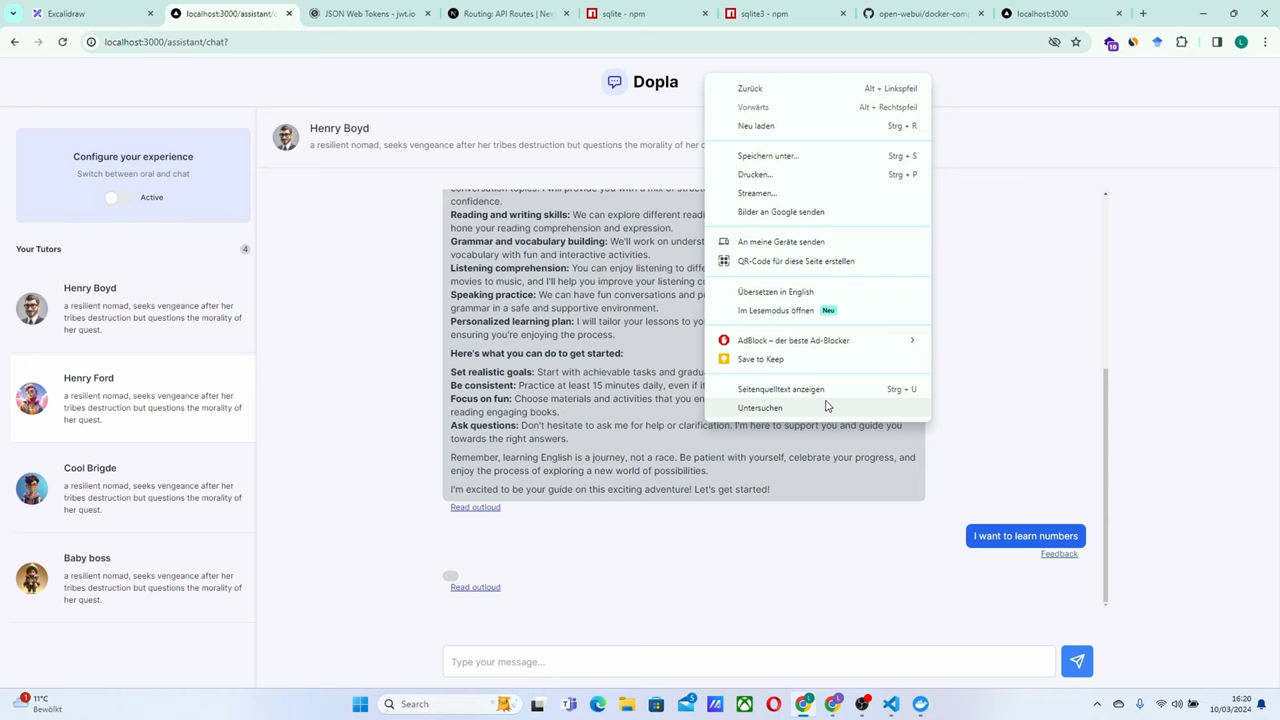 Excalidraw
localhost:3000/assistant/c
JSON Web Tokens - jwt.io
Routing: API Routes | Ne
sqlite - npm
sqlite3 - npm
open-webui/docker-comp
localhost:3000
localhost:3000/assistant/chat?
10
L
Dopla
Configure your experience
Switch between oral and chat
Active
Your Tutors
4
Henry Boyd
a resilient nomad, seeks vengeance after her
tribes destruction but questions the morality of
her quest.
Henry Ford
a resilient nomad, seeks vengeance after her
tribes destruction but questions the morality of
her quest.
Cool Brigde
a resilient nomad, seeks vengeance after her
tribes destruction but questions the morality of
her quest.
Baby boss
a resilient nomad, seeks vengeance after her
tribes destruction but questions the morality of
her quest.
Henry Boyd
a resilient nomad, seeks vengeance after her tribes destruction but questions the morality of her
conversation topics. I will provide you with a mix of
confidence.
Reading and writing skills: We can explore different
hone your reading comprehension and expression.
Grammar and vocabulary building: We'll work on
vocabulary with fun and interactive activities.
Listening comprehension: You can enjoy listening to
movies to music, and I'll help you improve your listening
Speaking practice: We can have fun conversations and
grammar in a safe and supportive environment.
Personalized learning plan: I will tailor your lessons to
ensuring you're enjoying the process.
Here's what you can do to get started:
Set realistic goals: Start with achievable tasks and
Be consistent: Practice at least 15 minutes daily, even if
Focus on fun: Choose materials and activities that you
reading engaging books.
Ask questions: Don't hesitate to ask me for help or clarification. I'm here to support you and guide you
towards the right answers.
Remember, learning English is a journey, not a race. Be patient with yourself, celebrate your progress, and
enjoy the process of exploring a new world of possibilities.
I'm excited to be your guide on this exciting adventure! Let's get started!
Read outloud
I want to learn numbers
Feedback
Read outloud
Type your message...
Zurück Alt + Linkspfeil
Vorwärts Alt + Rechtspfeil
Neu laden Strg + R
Speichern unter... Strg + S
Drucken... Strg + P
Streamen...
Bilder an Google senden
An meine Geräte senden
QR-Code für diese Seite erstellen
Übersetzen in English
Im Lesemodus öffnen Neu
AdBlock – der beste Ad-Blocker
Save to Keep
Seitenquelltext anzeigen Strg + U
Untersuchen
1
11°C
Bewölkt
Search
5
16:20
10/03/2024